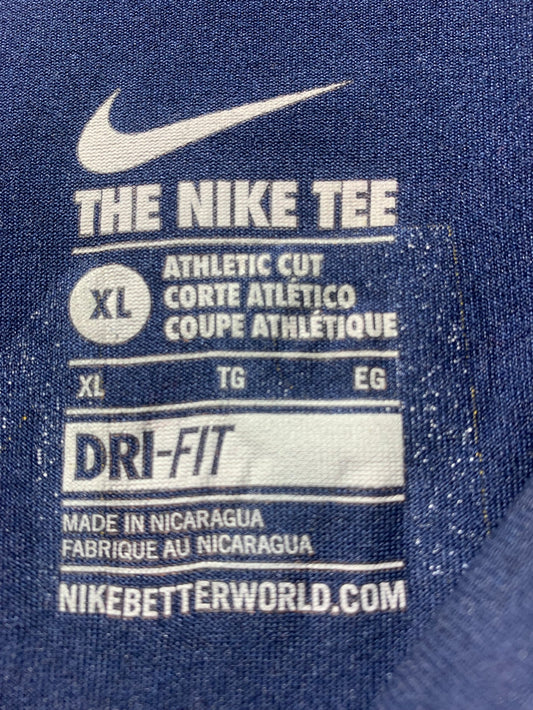 THE NIKE TEE
XL
ATHLETIC CUT
CORTE ATLÉTICO
COUPE ATHLÉTIQUE
XL TG EG
DRI-FIT
MADE IN NICARAGUA
FABRIQUE AU NICARAGUA
NIKEBETTERWORLD.COM